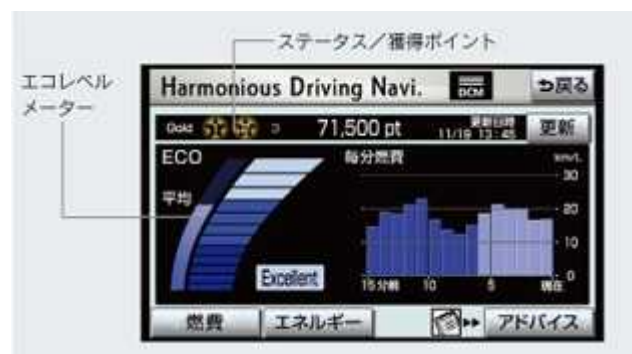 ステータス／獲得ポイント
エコレベル
メーター
Harmonious Driving Navi.
DCM
戻る
Gold 3 71,500 pt 更新日時
11/19 13:45
更新
ECO
毎分燃費
km/L
30
平均
20
10
Excellent
15分前 10 5 現在 0
燃費
エネルギー
アドバイス